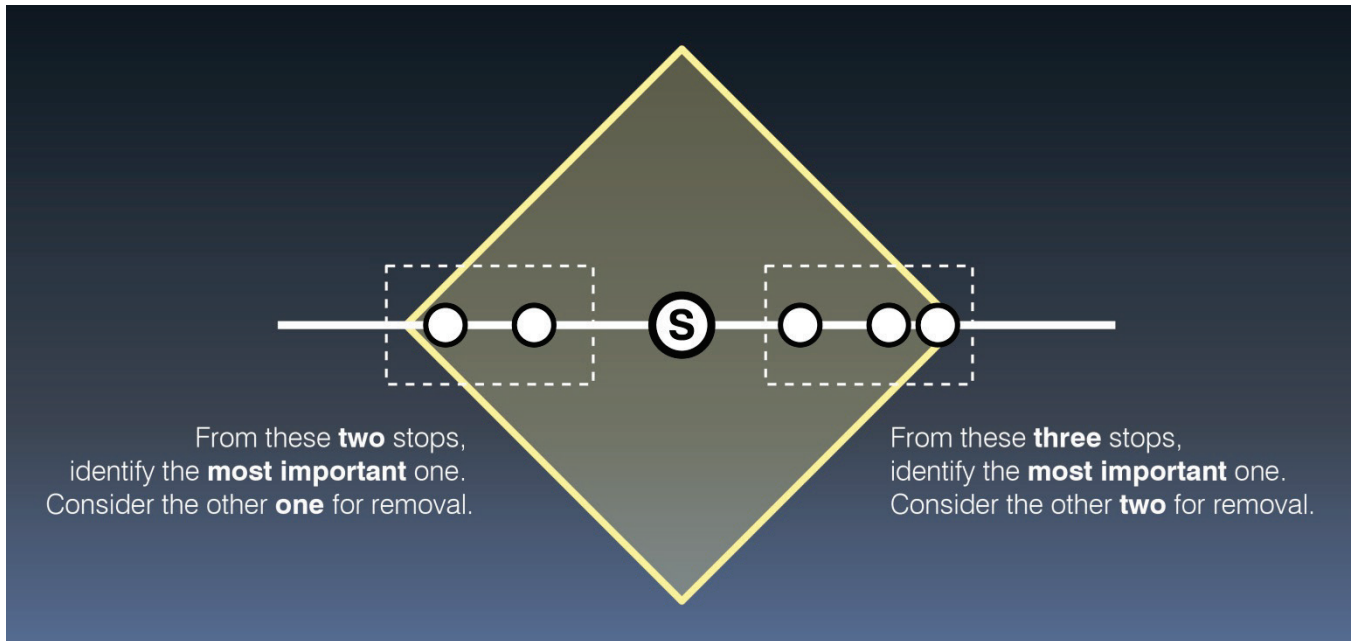 S
From these two stops,
identify the most important one.
Consider the other one for removal.
From these three stops,
identify the most important one.
Consider the other two for removal.